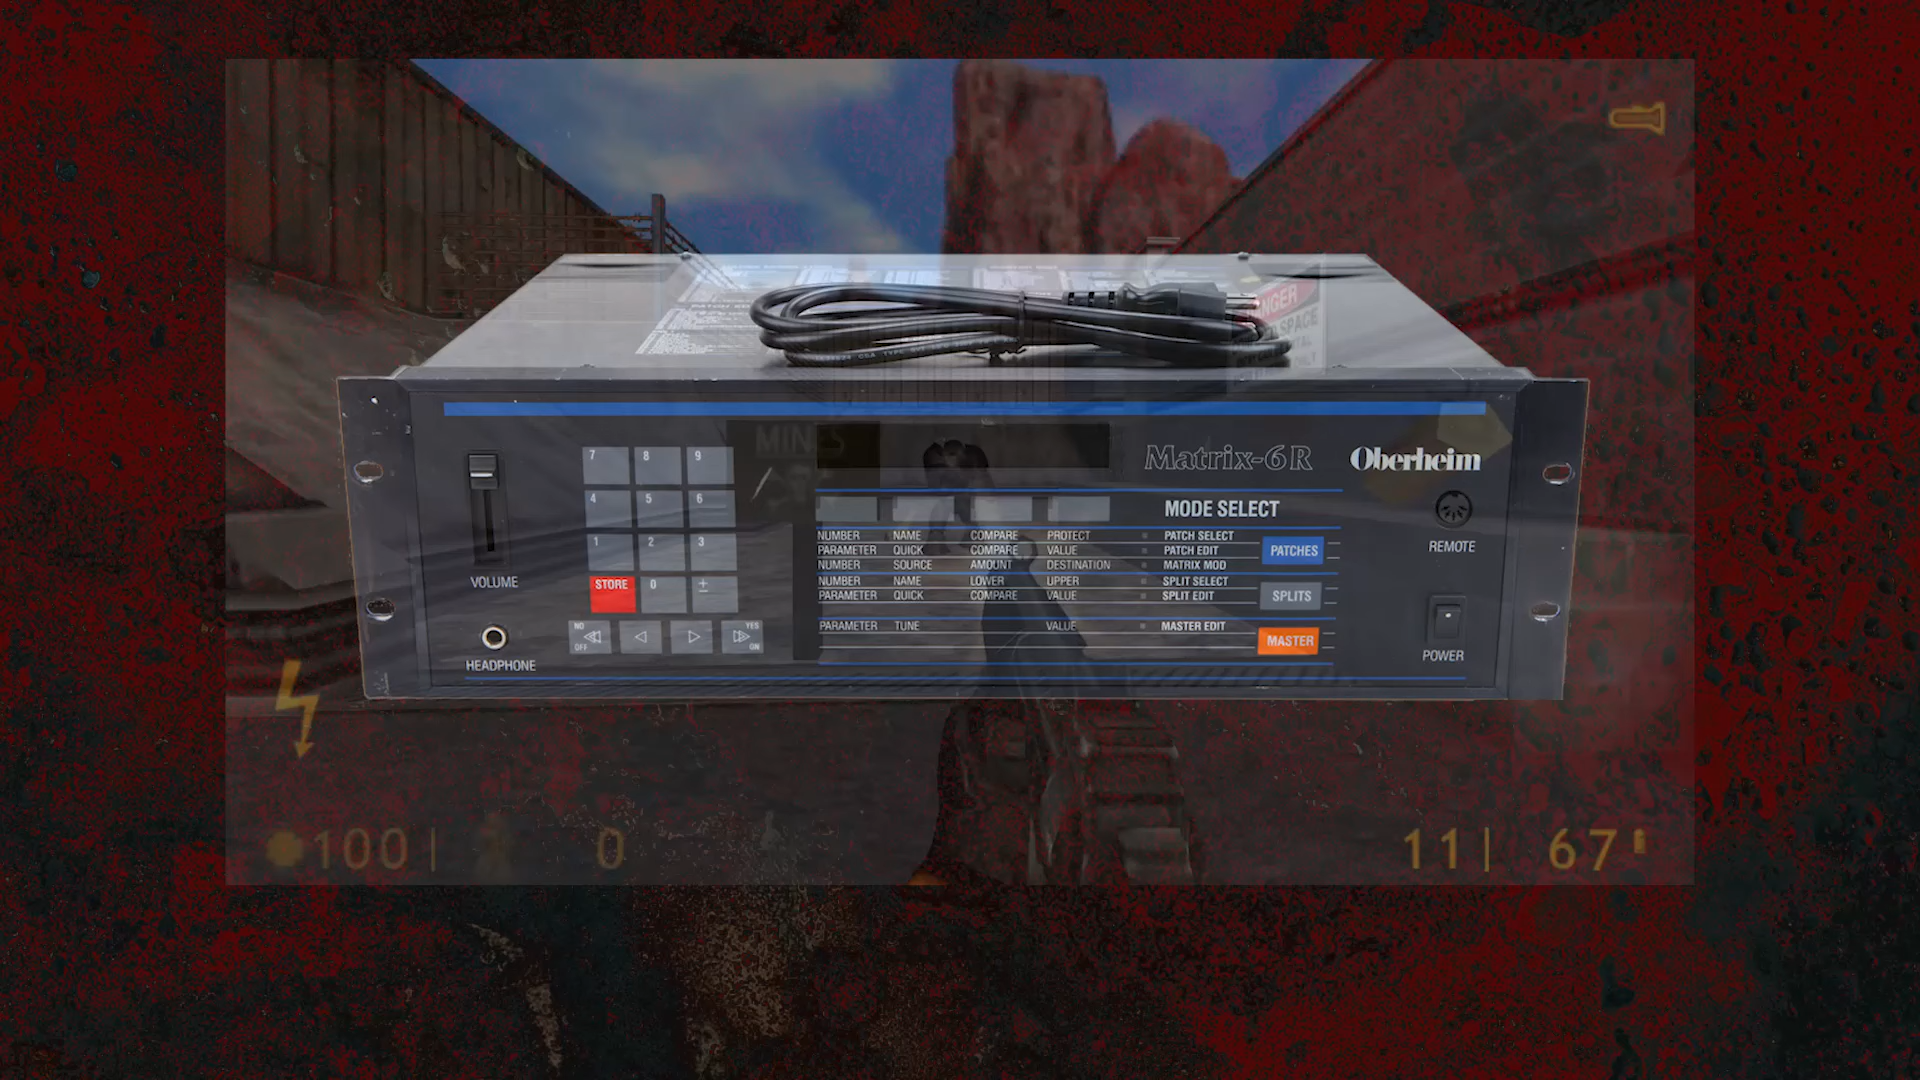 DANGER
SPACE
MINES
Matrix-6R Oberheim
7 8 9
4 5 6
1 2 3
STORE 0 ±
NO YES
OFF ON
VOLUME
HEADPHONE
MODE SELECT
NUMBER NAME COMPARE PROTECT PATCH SELECT
PARAMETER QUICK COMPARE VALUE PATCH EDIT PATCHES
NUMBER SOURCE AMOUNT DESTINATION MATRIX MOD
NUMBER NAME LOWER UPPER SPLIT SELECT
PARAMETER QUICK COMPARE VALUE SPLIT EDIT SPLITS
PARAMETER TUNE VALUE MASTER EDIT
MASTER
REMOTE
POWER
100| 0 11| 67